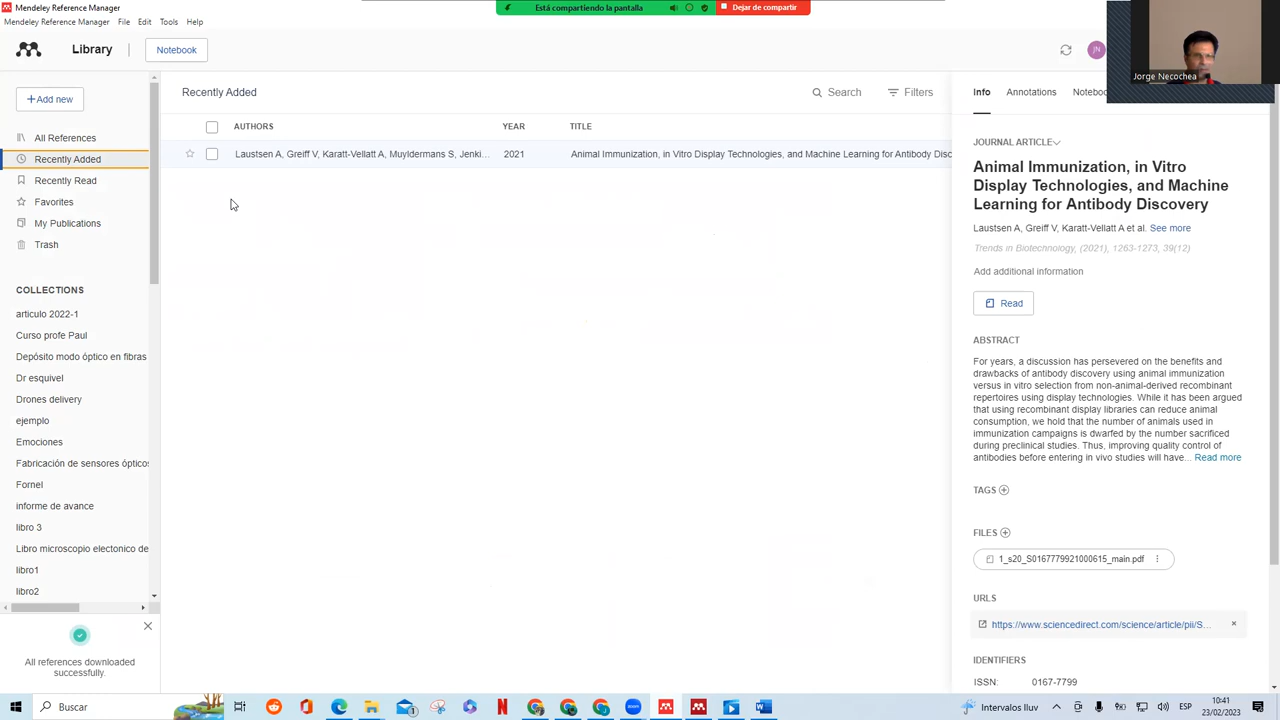 Mendeley Reference Manager
Está compartiendo la pantalla
Dejar de compartir
Mendeley Reference Manager File Edit Tools Help
Library
Notebook
JN
Jorge Necochea
+Add new
All References
Recently Added
Recently Read
Favorites
My Publications
Trash
COLLECTIONS
articulo 2022-1
Curso profe Paul
Depósito modo óptico en fibras
Dr esquivel
Drones delivery
ejemplo
Emociones
Fabricación de sensores óptico
Fornel
informe de avance
libro 3
Libro microscopio electonico de
libro1
libro2
All references downloaded
successfully.
Recently Added
Search
Filters
AUTHORS YEAR TITLE
Laustsen A, Greiff V, Karatt-Vellatt A, Muyldermans S, Jenki... 2021 Animal Immunization, in Vitro Display Technologies, and Machine Learning for Antibody Disc
Info Annotations Noteboo
JOURNAL ARTICLE
Animal Immunization, in Vitro
Display Technologies, and Machine
Learning for Antibody Discovery
Laustsen A, Greiff V, Karatt-Vellatt A et al. See more
Trends in Biotechnology, (2021), 1263-1273, 39(12)
Add additional information
Read
ABSTRACT
For years, a discussion has persevered on the benefits and
drawbacks of antibody discovery using animal immunization
versus in vitro selection from non-animal-derived recombinant
repertoires using display technologies. While it has been argued
that using recombinant display libraries can reduce animal
consumption, we hold that the number of animals used in
immunization campaigns is dwarfed by the number sacrificed
during preclinical studies. Thus, improving quality control of
antibodies before entering in vivo studies will have... Read more
TAGS
FILES
1_s20_S0167779921000615_main.pdf
URLS
https://www.sciencedirect.com/science/article/pii/S...
IDENTIFIERS
ISSN: 0167-7799
Buscar
zoom
Intervalos lluv
ESP
10:41
23/02/2023